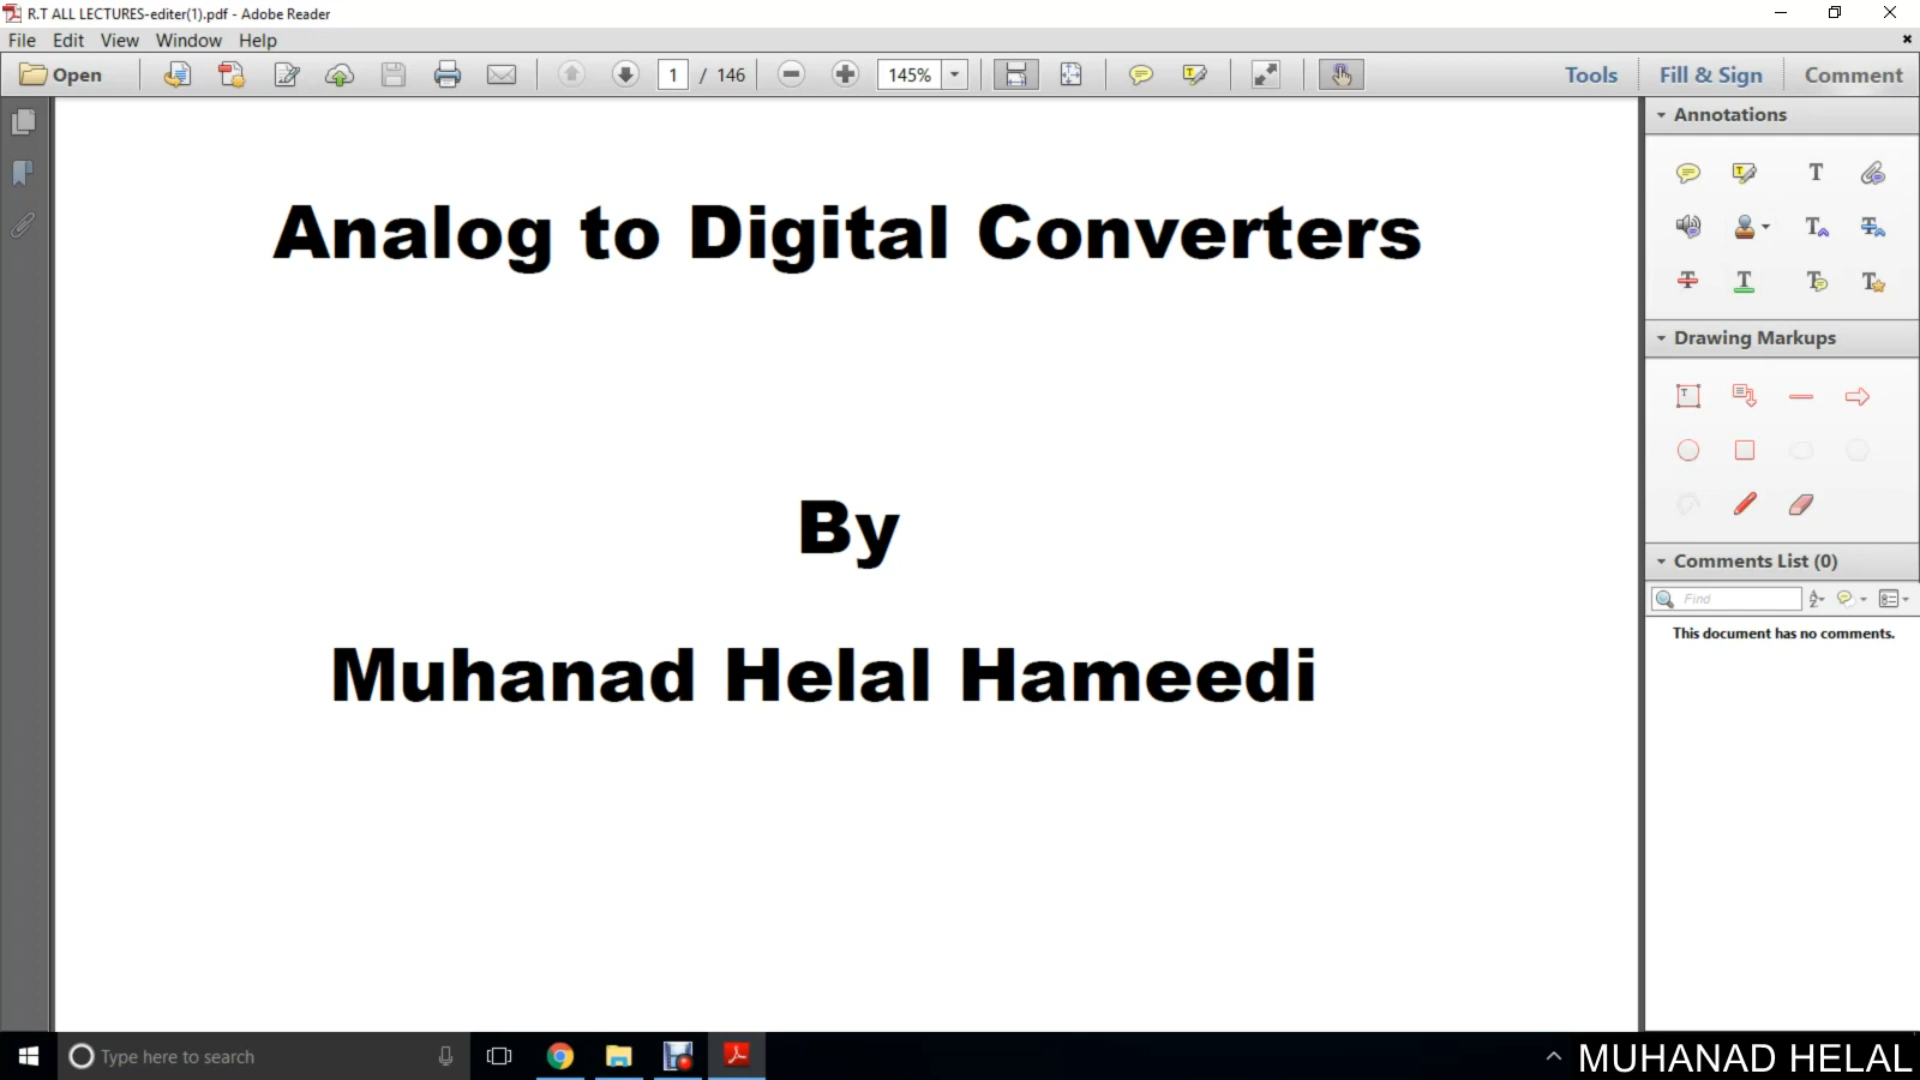 R.T ALL LECTURES-editer(1).pdf - Adobe Reader
File Edit View Window Help
Open 1 / 146 145% Tools Fill & Sign Comment
Annotations
Analog to Digital Converters
By
Muhanad Helal Hameedi
Drawing Markups
Comments List (0)
Find
This document has no comments.
Type here to search
MUHANAD HELAL